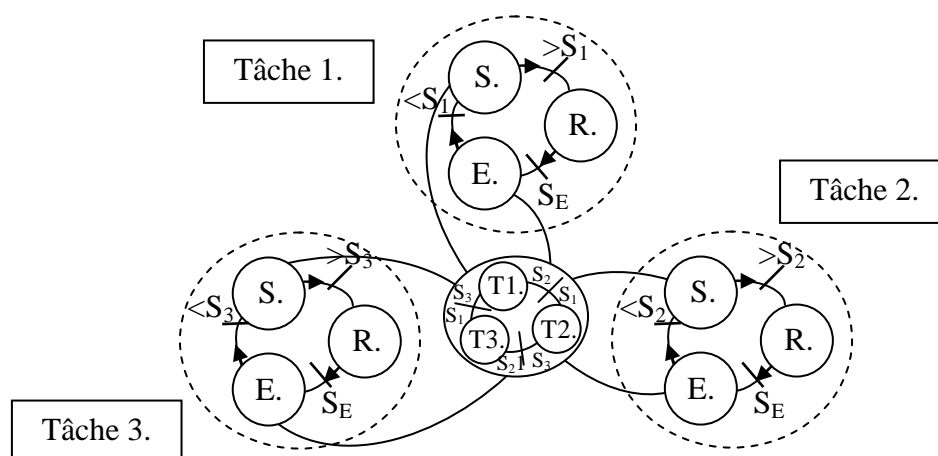 Tâche 1.
>S1
S.
<S1
R.
E.
SE
Tâche 2.
>S3
S.
<S3
R.
E.
SE
Tâche 3.
T1.
S2
S1
S3
S1
T2.
T3.
S2
S3
>S2
S.
<S2
R.
E.
SE